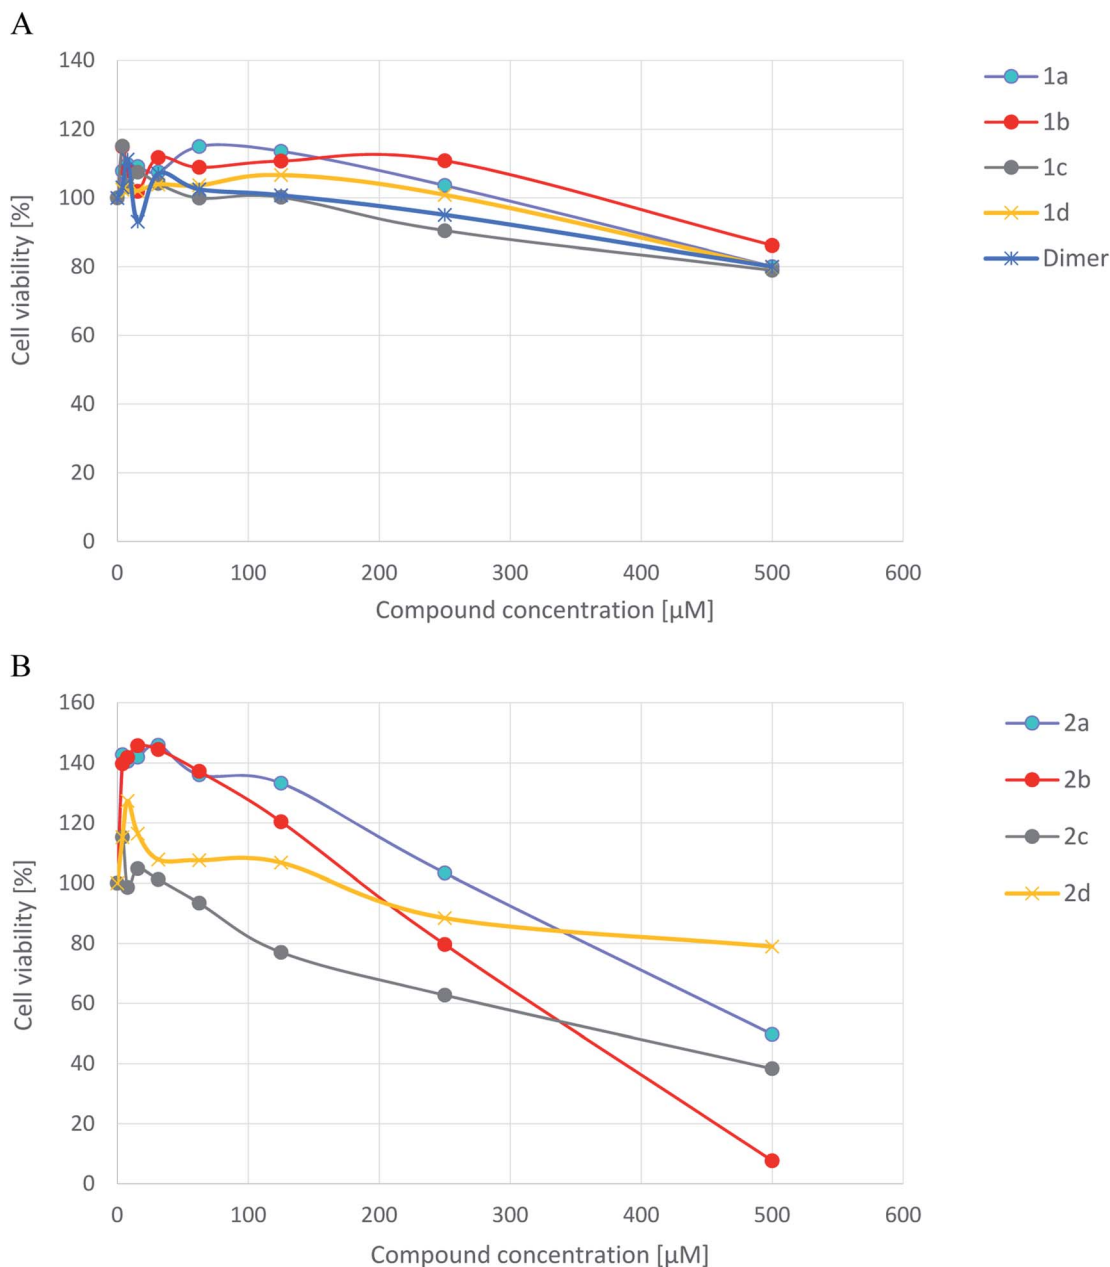 A
140
120
100
80
60
40
20
0
Cell viability [%]
0 100 200 300 400 500 600
Compound concentration [µM]
1a
1b
1c
1d
Dimer
B
160
140
120
100
80
60
40
20
0
Cell viability [%]
0 100 200 300 400 500 600
Compound concentration [µM]
2a
2b
2c
2d